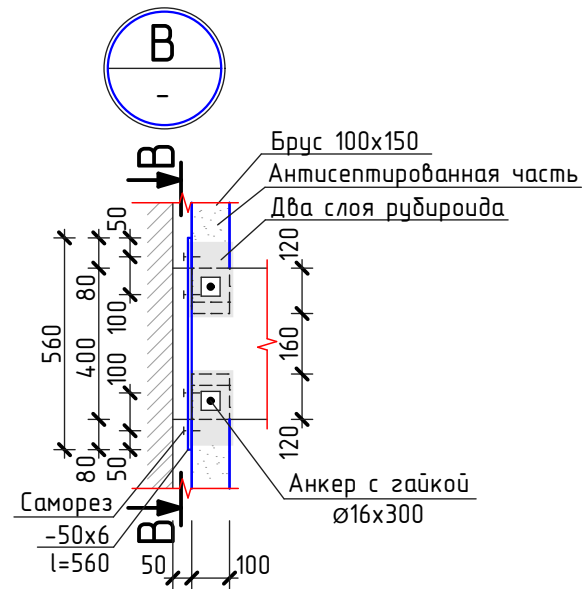 В
-
В
Брус 100х150
Антисептированная часть
Два слоя рубироида
50
120
80
100
560
400
160
100
80
50
120
Саморез
-50х6
l=560
В
50
100
Анкер с гайкой
Ø16х300